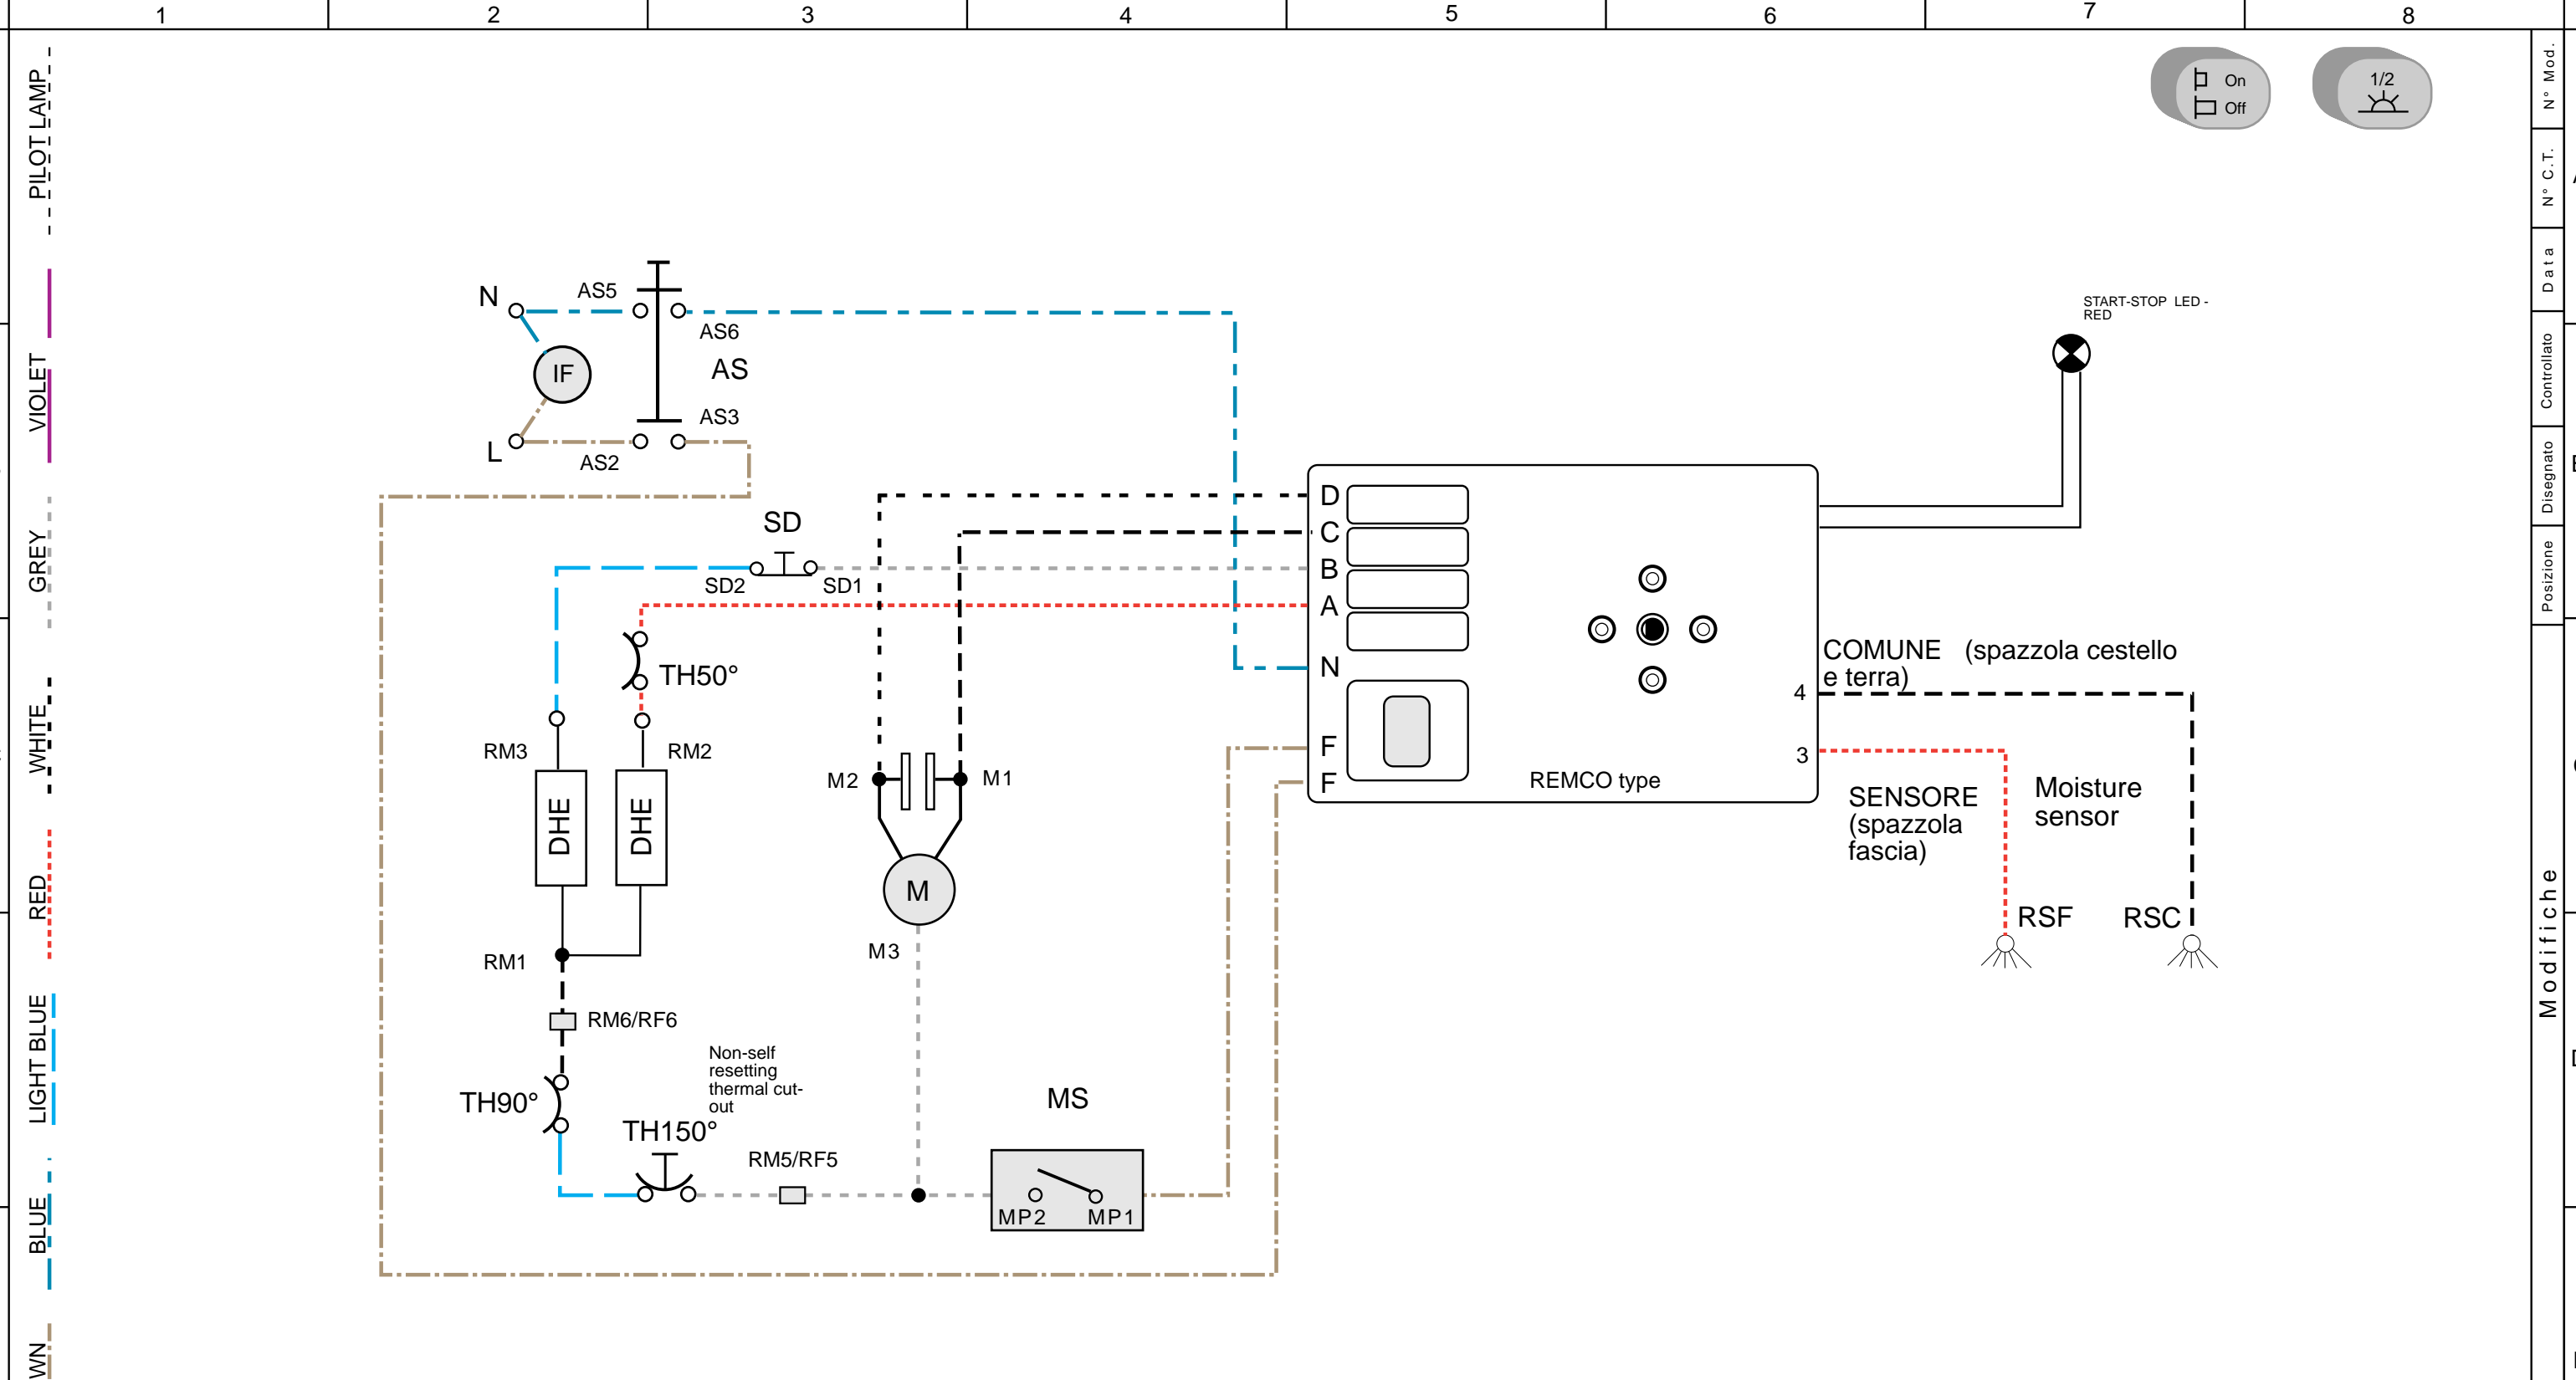 1
2
3
4
5
6
7
8
On
Off
1/2
PILOT LAMP
VIOLET
GREY
WHITE
RED
LIGHT BLUE
BLUE
WN
N
AS5
AS6
IF
AS
AS3
L
AS2
SD
SD2
SD1
TH50°
RM3
RM2
DHE
DHE
M2
M1
M
M3
RM1
RM6/RF6
TH90°
Non-self
resetting
thermal cut-
out
TH150°
RM5/RF5
MS
MP2
MP1
D
C
B
A
N
F
F
REMCO type
4
3
START-STOP LED -
RED
COMUNE (spazzola cestello
e terra)
SENSORE
(spazzola
fascia)
Moisture
sensor
RSF
RSC
N° Mod.
N° C.T.
Data
Controllato
Disegnato
Posizione
Modifiche